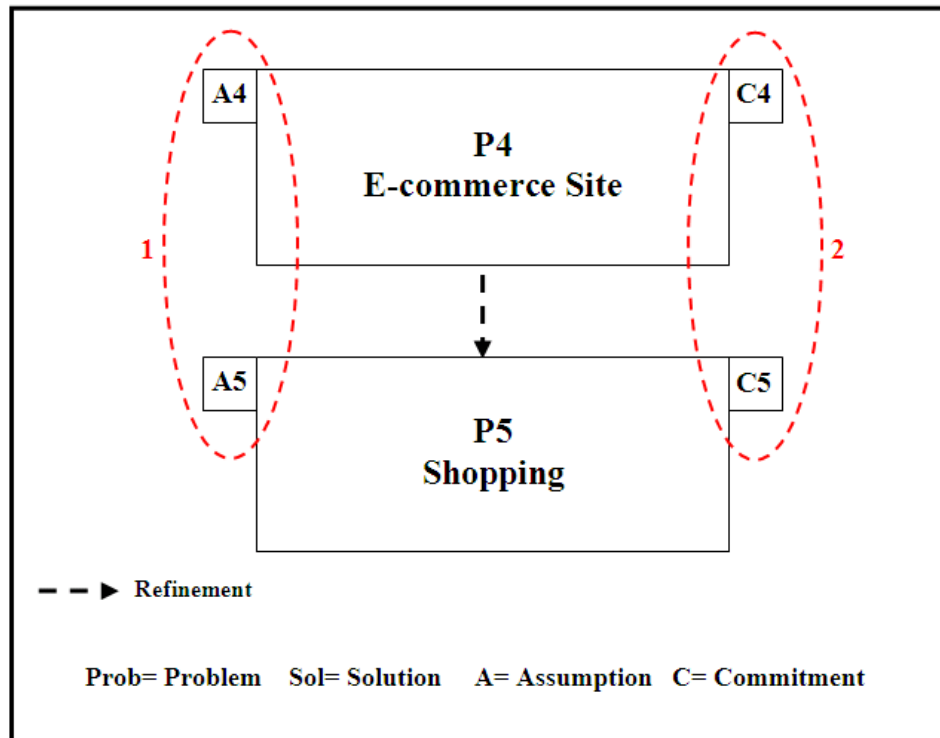 A4
C4
P4
E-commerce Site
1
2
A5
C5
P5
Shopping
Refinement
Prob= Problem Sol= Solution A= Assumption C= Commitment